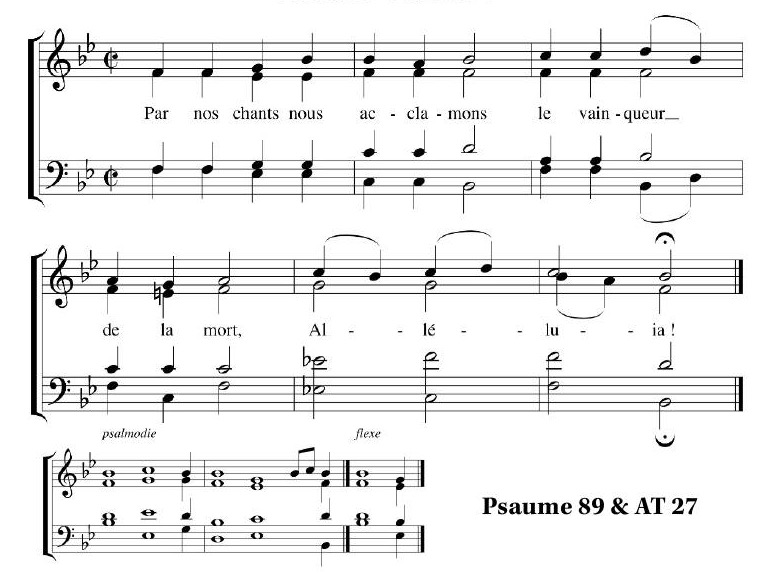 Par nos chants nous ac - cla - mons le vain - queur
de la mort, Al - - lé - - lu - - ia !
psalmodie flexe
Psaume 89 & AT 27